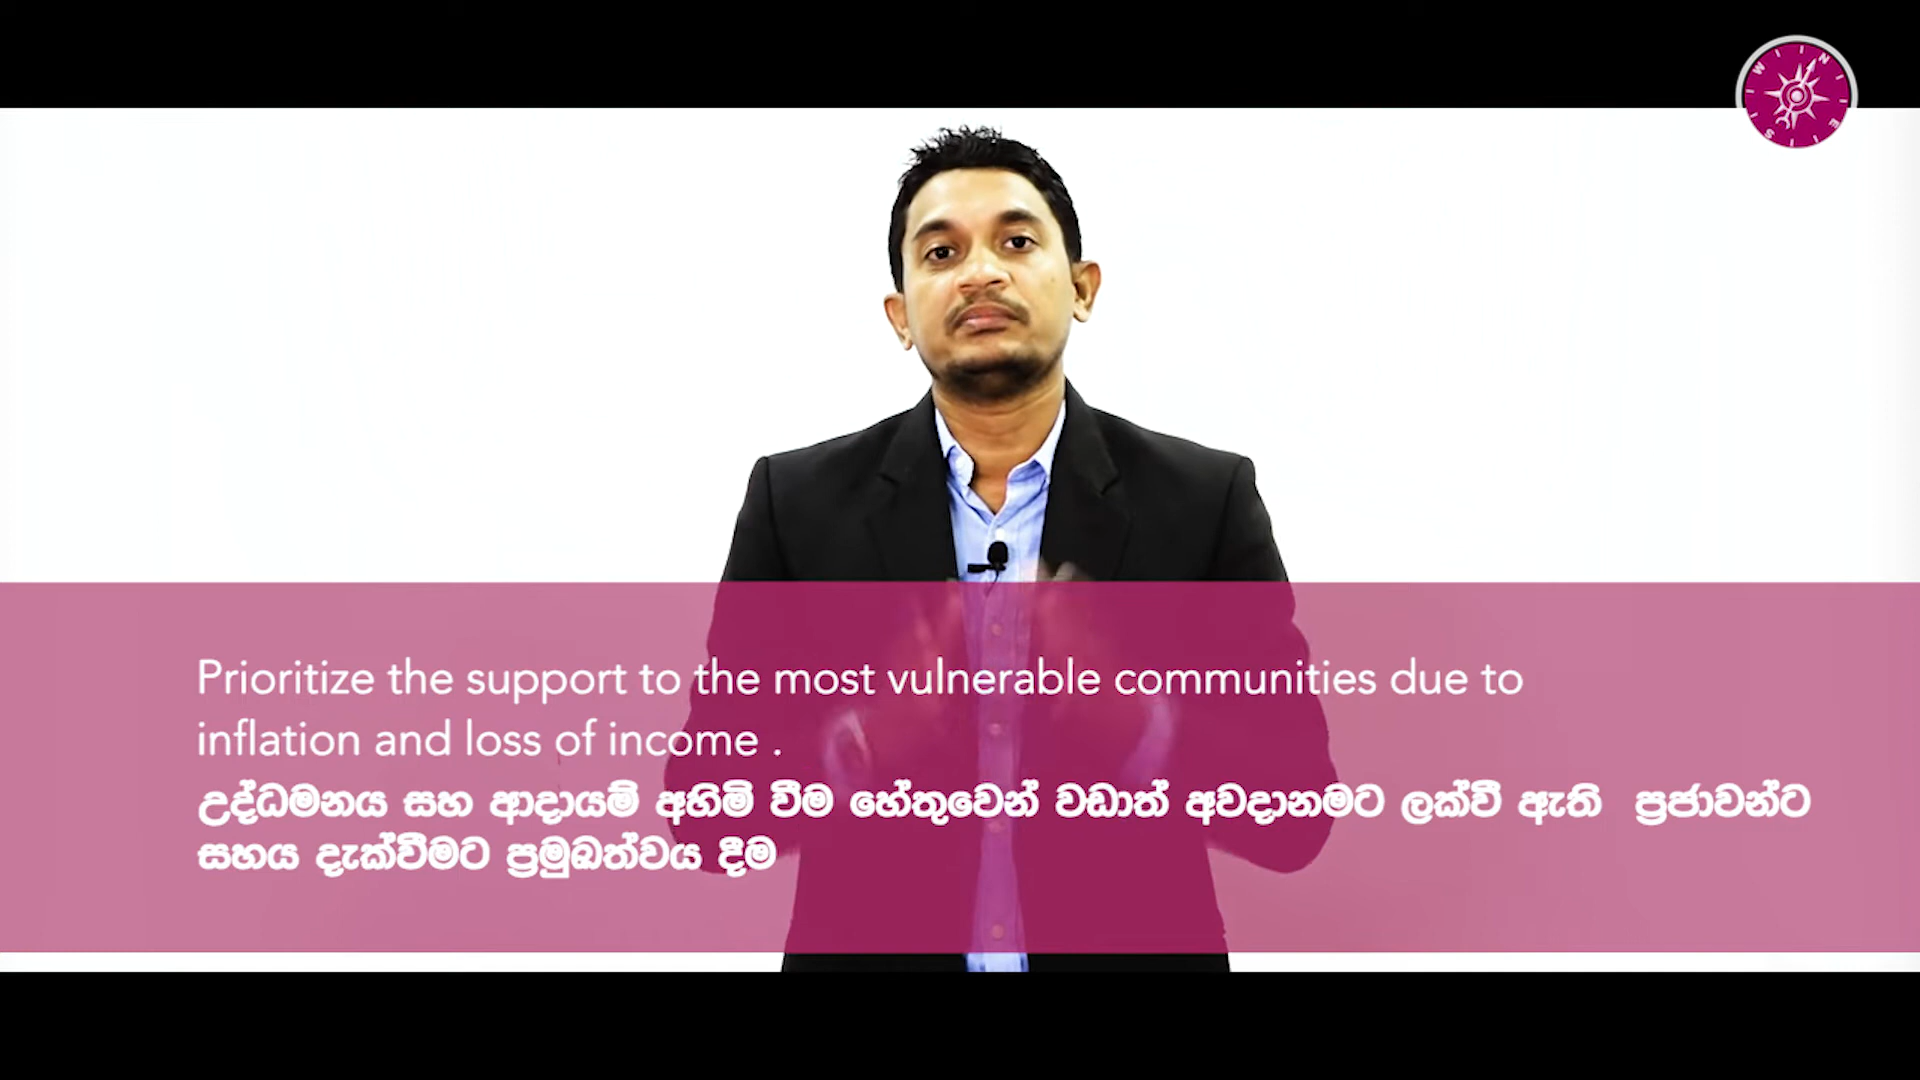 N
W
E
S
Prioritize the support to the most vulnerable communities due to
inflation and loss of income .
උද්ධමනය සහ ආදායම් අහිමි වීම හේතුවෙන් වඩාත් අවදානමට ලක්වී ඇති ප්‍රජාවන්ට
සහය දැක්වීමට ප්‍රමුඛත්වය දීම